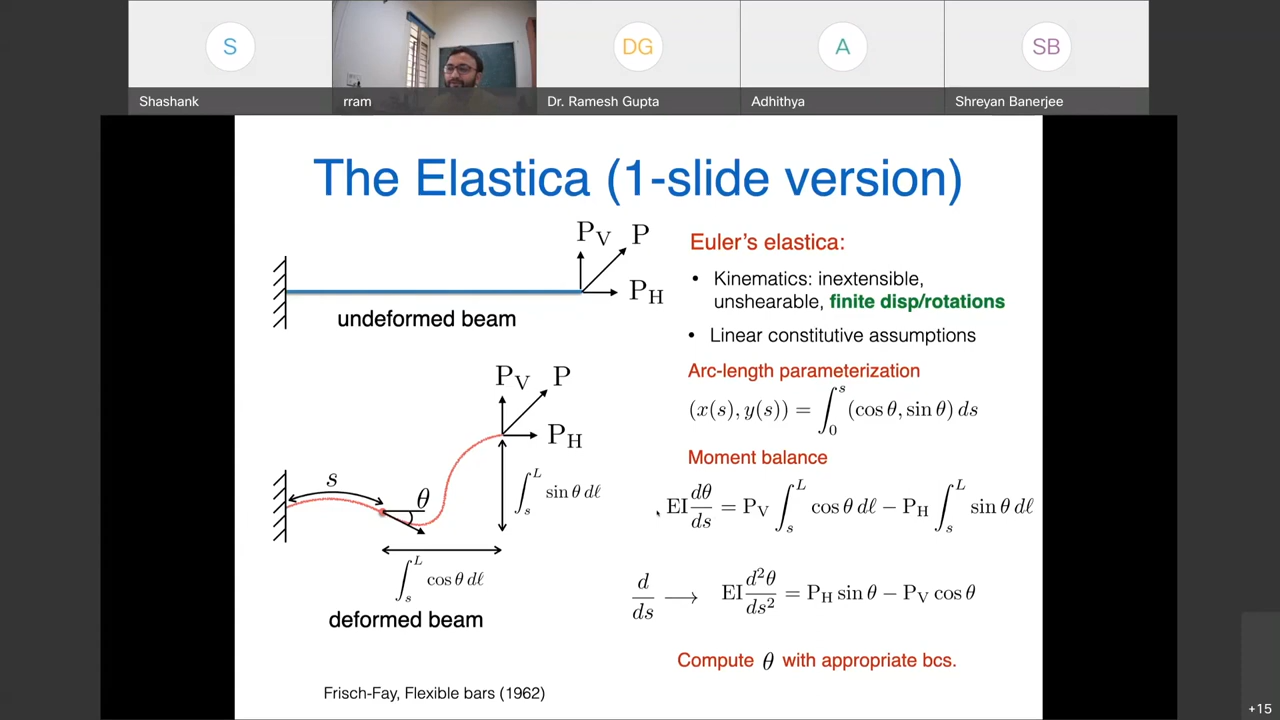 S
DG
A
SB
Shashank
rram
Dr. Ramesh Gupta
Adhithya
Shreyan Banerjee
The Elastica (1-slide version)
P_V P
P_H
undeformed beam
Euler's elastica:
• Kinematics: inextensible,
unshearable, finite disp/rotations
• Linear constitutive assumptions
P_V P
P_H
s
θ
∫_s^L sin θ dℓ
∫_s^L cos θ dℓ
deformed beam
Arc-length parameterization
(x(s), y(s)) = ∫_0^s (cos θ, sin θ) ds
Moment balance
EI dθ/ds = P_V ∫_s^L cos θ dℓ − P_H ∫_s^L sin θ dℓ
d/ds ⟶ EI d²θ/ds² = P_H sin θ − P_V cos θ
Compute θ with appropriate bcs.
Frisch-Fay, Flexible bars (1962)
+15